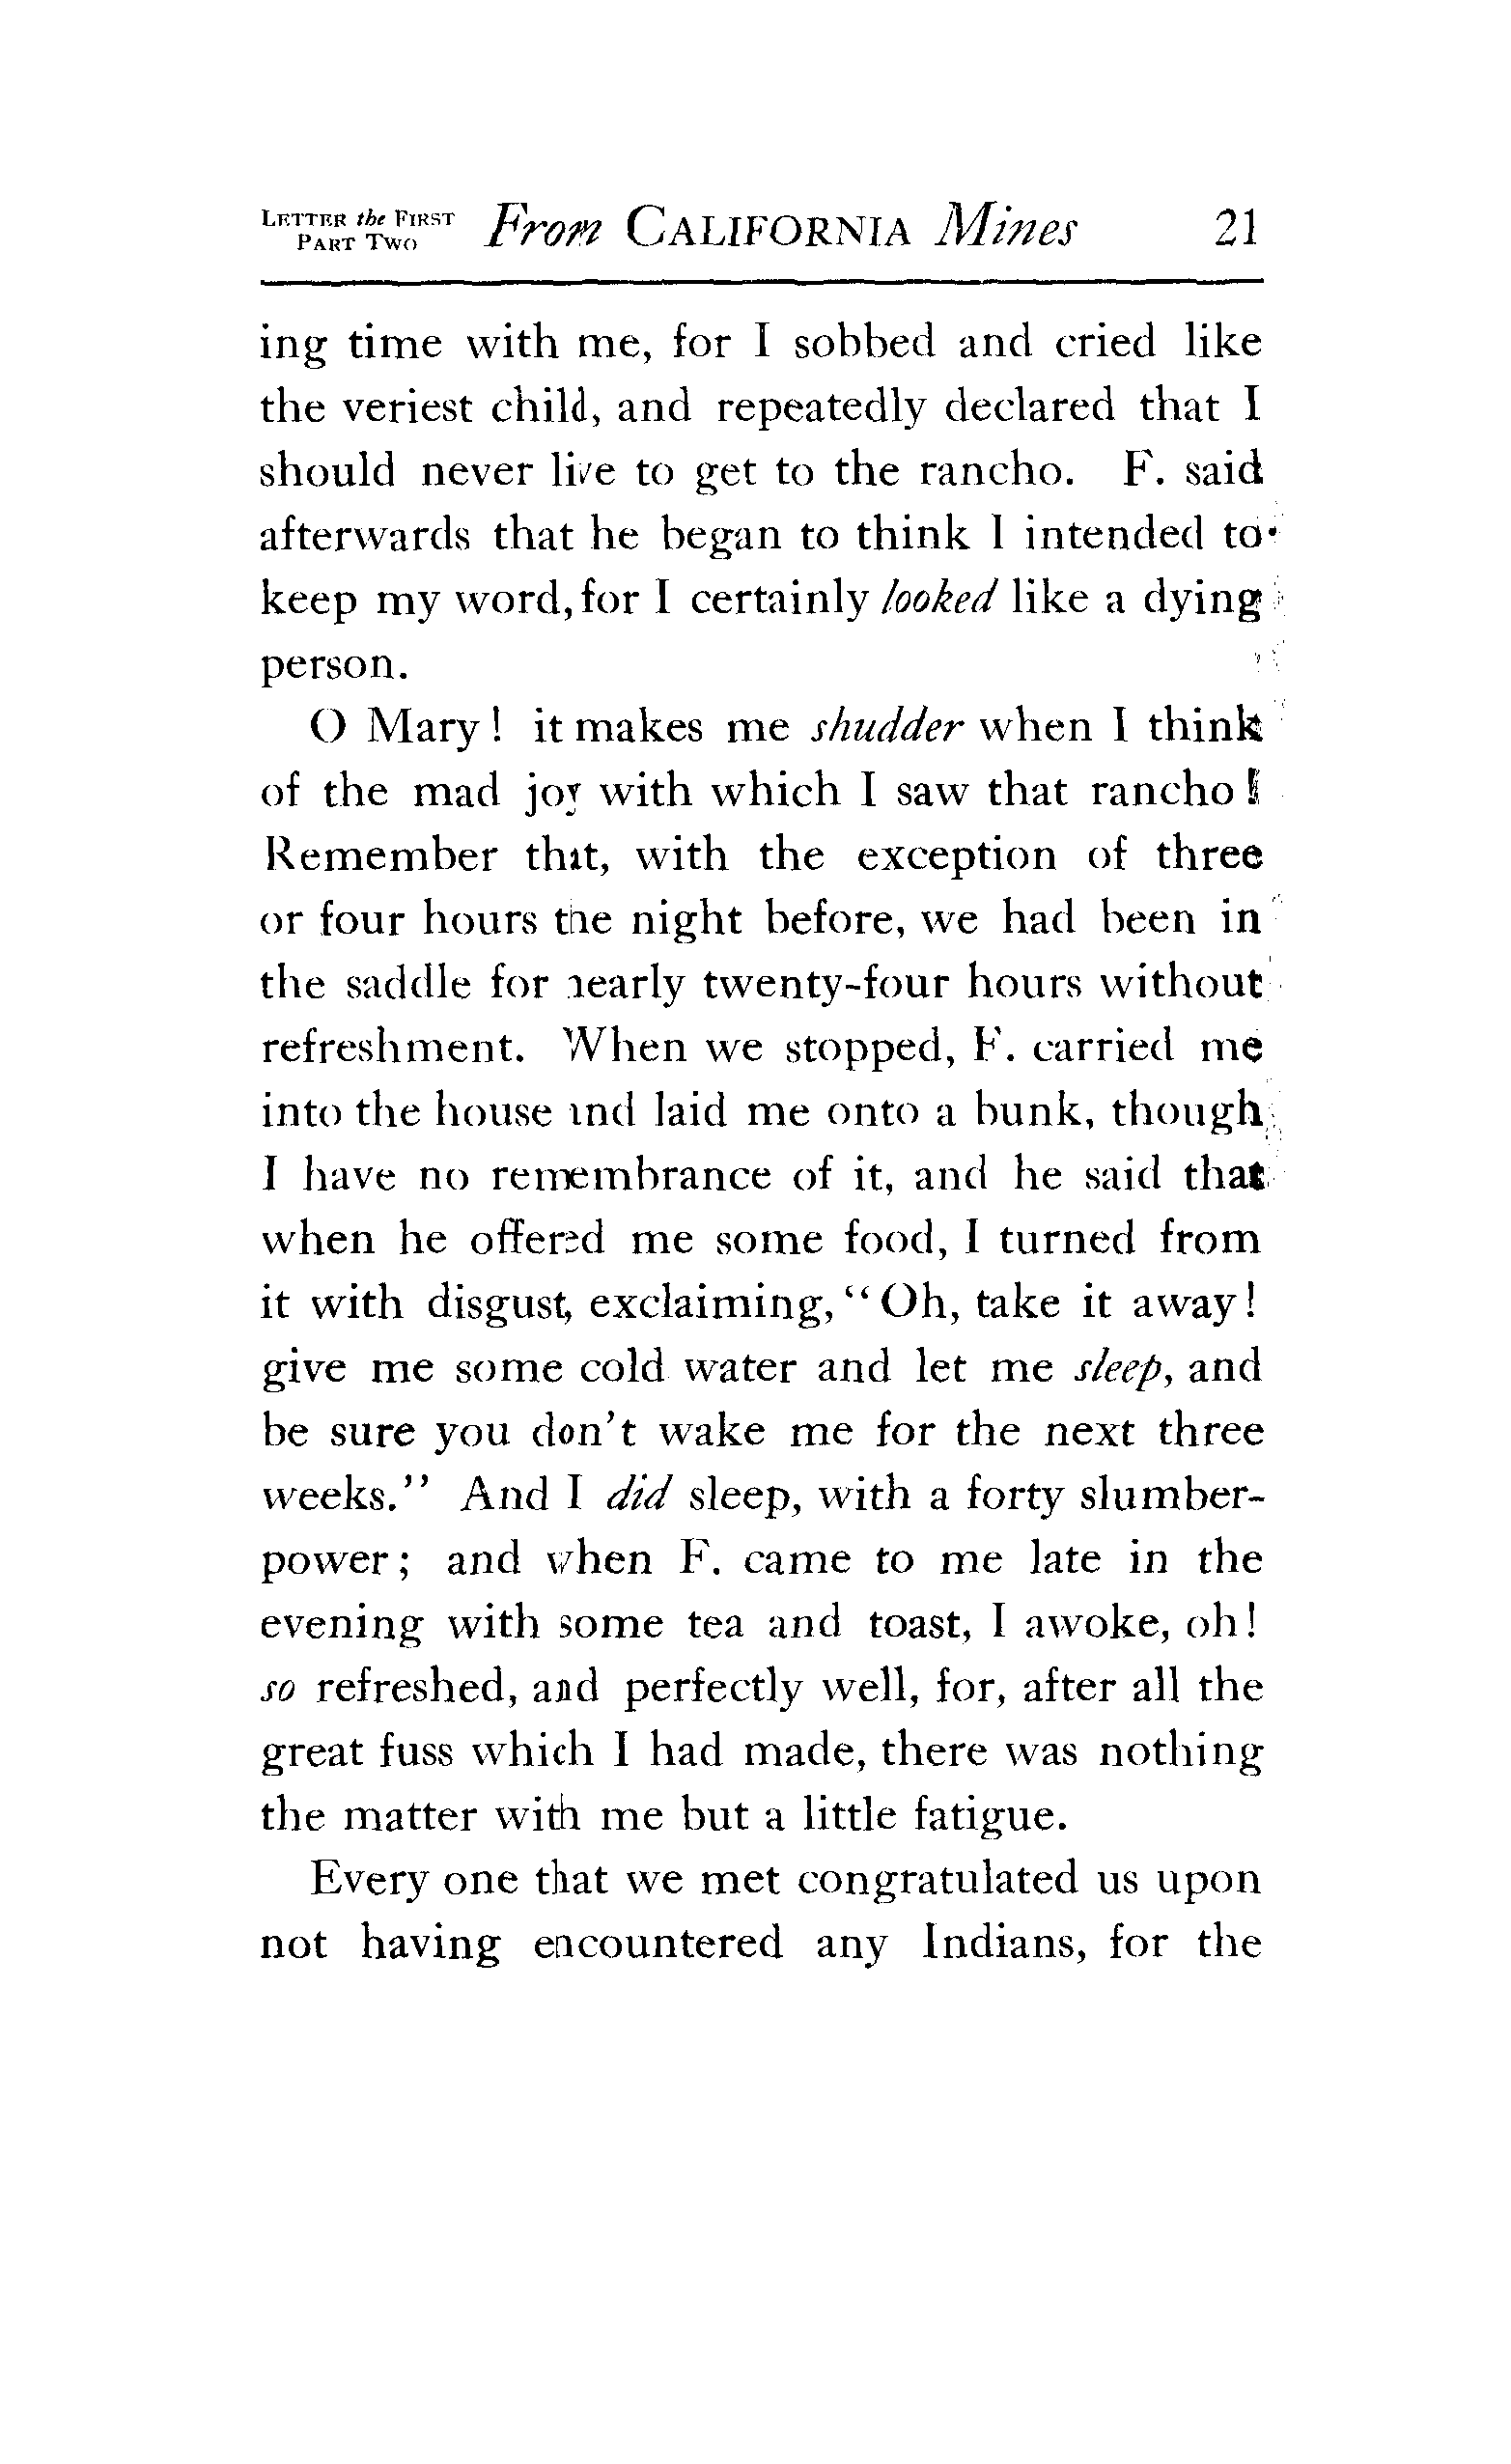 LETTER the FIRST PART TWO From CALIFORNIA Mines 21
ing time with me, for I sobbed and cried like
the veriest child, and repeatedly declared that I
should never live to get to the rancho. F. said
afterwards that he began to think I intended to
keep my word, for I certainly looked like a dying
person.
O Mary! it makes me shudder when I think
of the mad joy with which I saw that rancho!
Remember that, with the exception of three
or four hours the night before, we had been in
the saddle for nearly twenty-four hours without
refreshment. When we stopped, F. carried me
into the house and laid me onto a bunk, though
I have no remembrance of it, and he said that
when he offered me some food, I turned from
it with disgust, exclaiming, "Oh, take it away!
give me some cold water and let me sleep, and
be sure you don't wake me for the next three
weeks." And I did sleep, with a forty slumber-
power; and when F. came to me late in the
evening with some tea and toast, I awoke, oh!
so refreshed, and perfectly well, for, after all the
great fuss which I had made, there was nothing
the matter with me but a little fatigue.
Every one that we met congratulated us upon
not having encountered any Indians, for the